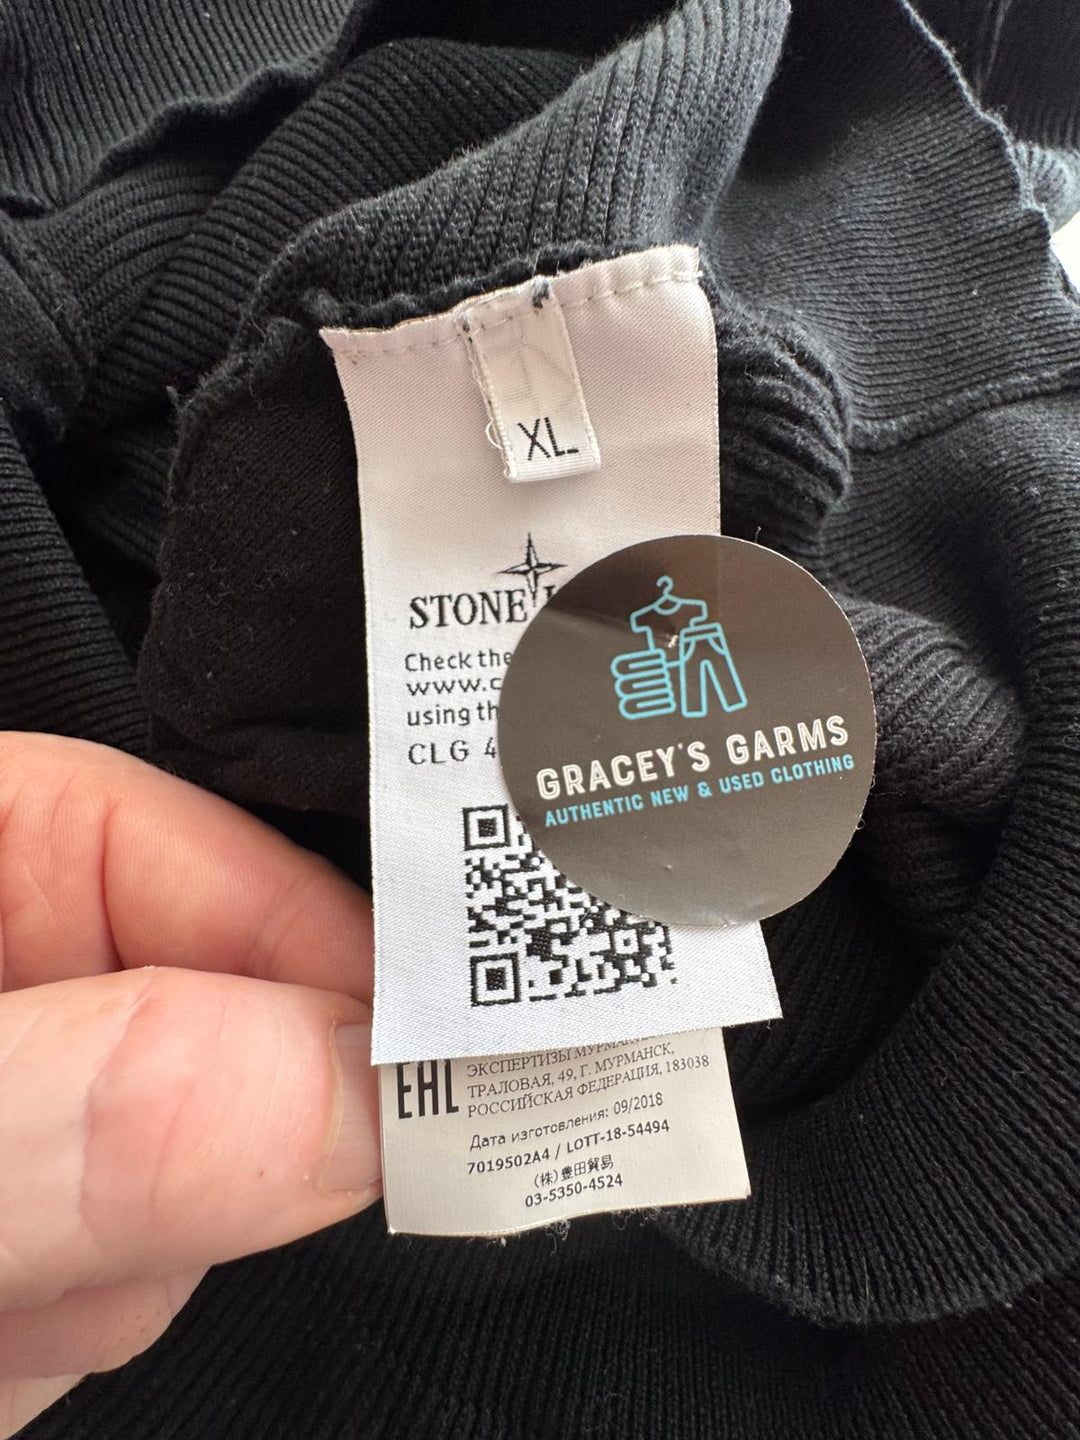 XL
STONE
Check the
www.c
using th
CLG 4
GRACEY'S GARMS
AUTHENTIC NEW & USED CLOTHING
EAC
ЭКСПЕРТИЗЫ
ТРАЛОВАЯ, 49, Г. МУРМАНСК,
РОССИЙСКАЯ ФЕДЕРАЦИЯ, 183038
Дата изготовления: 09/2018
7019502A4 / LOTT-18-54494
(株)豊田貿易
03-5350-4524